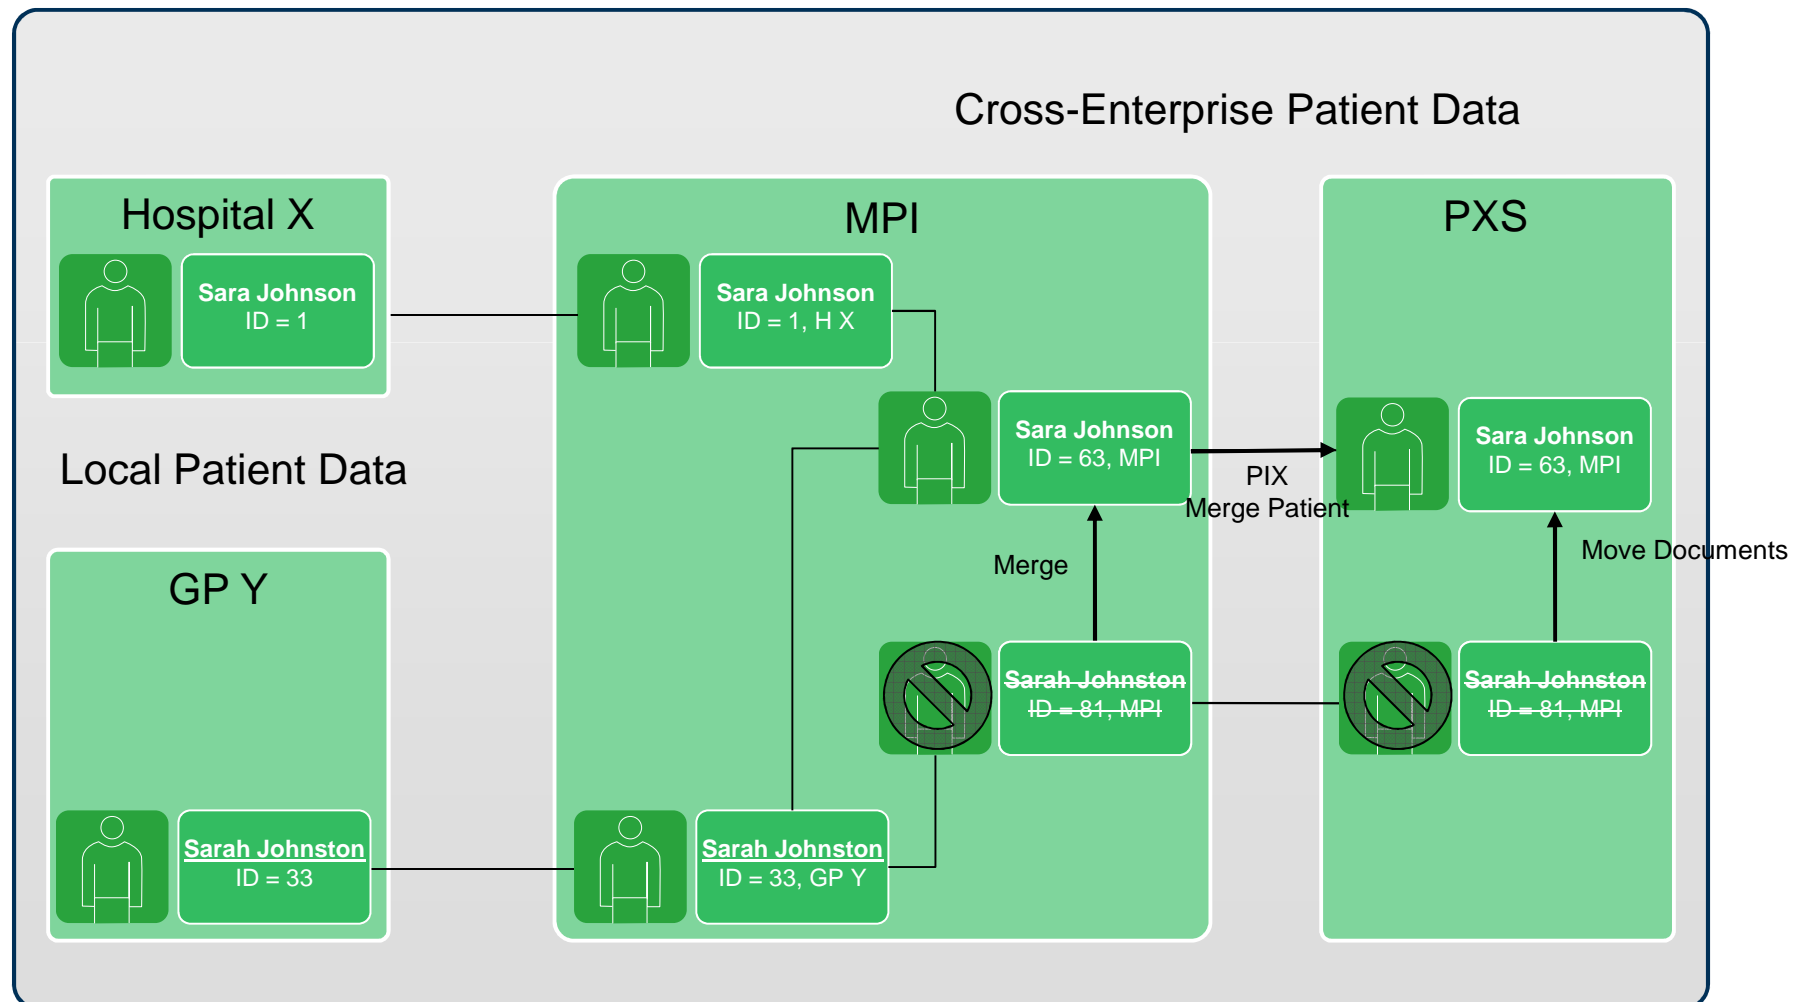 Cross-Enterprise Patient Data
Hospital X
Sara Johnson
ID = 1
Local Patient Data
GP Y
Sarah Johnston
ID = 33
MPI
Sara Johnson
ID = 1, H X
Sara Johnson
ID = 63, MPI
Merge
Sarah Johnston
ID = 81, MPI
Sarah Johnston
ID = 33, GP Y
PIX
Merge Patient
PXS
Sara Johnson
ID = 63, MPI
Move Documents
Sarah Johnston
ID = 81, MPI